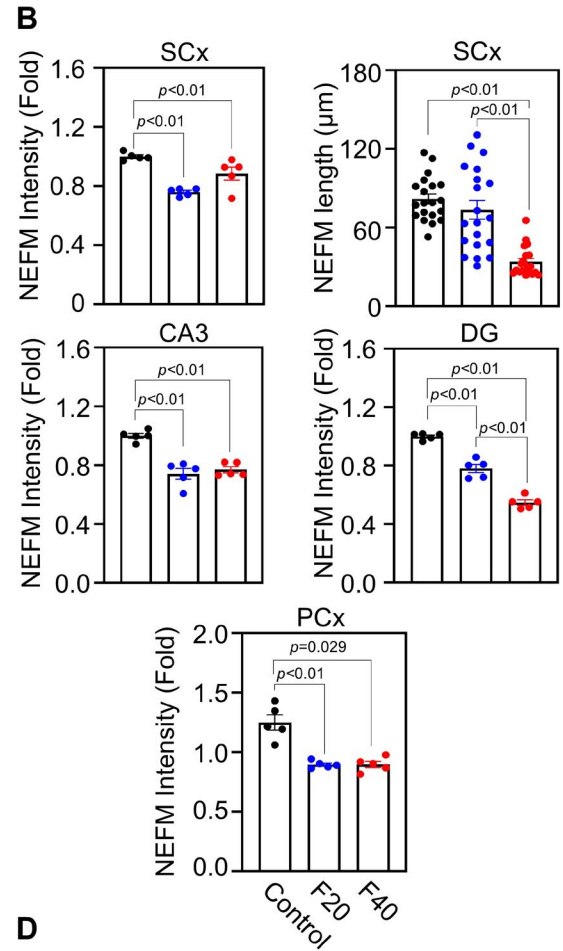 B
SCx
NEFM Intensity (Fold)
1.6
1.2
0.8
0.4
0
p<0.01
p<0.01
SCx
NEFM length (µm)
180
120
60
0
p<0.01
p<0.01
CA3
NEFM Intensity (Fold)
1.6
1.2
0.8
0.4
0.0
p<0.01
p<0.01
DG
NEFM Intensity (Fold)
1.6
1.2
0.8
0.4
0.0
p<0.01
p<0.01
p<0.01
PCx
NEFM Intensity (Fold)
2.0
1.5
1.0
0.5
0.0
p=0.029
p<0.01
Control
F20
F40
D